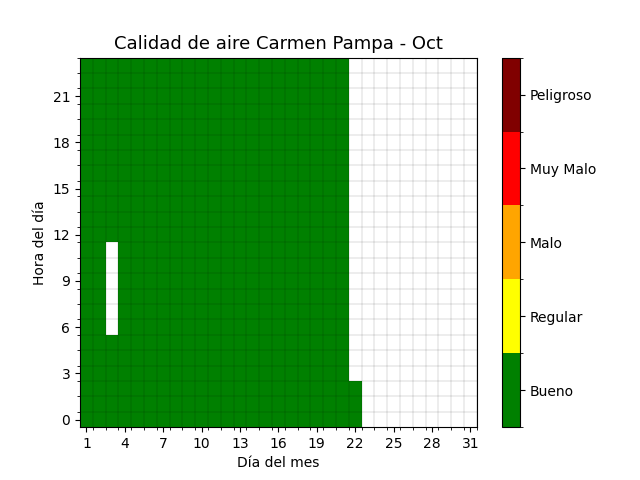 Calidad de aire Carmen Pampa - Oct
Hora del día
21
18
15
12
9
6
3
0
1 4 7 10 13 16 19 22 25 28 31
Día del mes
Peligroso
Muy Malo
Malo
Regular
Bueno